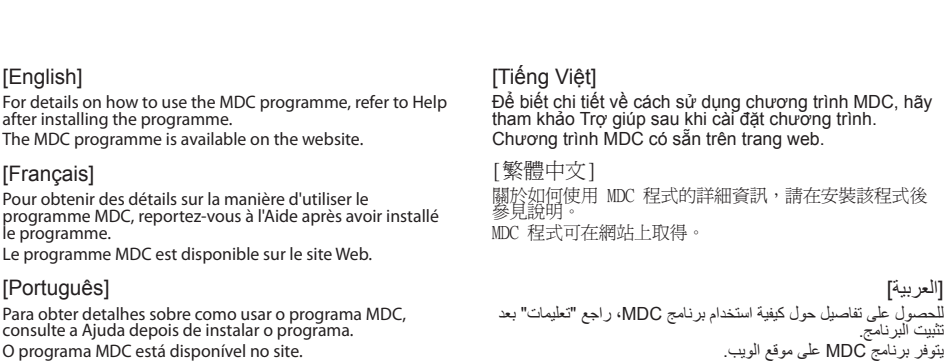 [English]
For details on how to use the MDC programme, refer to Help
after installing the programme.
The MDC programme is available on the website.
[Français]
Pour obtenir des détails sur la manière d'utiliser le
programme MDC, reportez-vous à l'Aide après avoir installé
le programme.
Le programme MDC est disponible sur le site Web.
[Português]
Para obter detalhes sobre como usar o programa MDC,
consulte a Ajuda depois de instalar o programa.
O programa MDC está disponível no site.
[Tiếng Việt]
Để biết chi tiết về cách sử dụng chương trình MDC, hãy
tham khảo Trợ giúp sau khi cài đặt chương trình.
Chương trình MDC có sẵn trên trang web.
[繁體中文]
關於如何使用 MDC 程式的詳細資訊，請在安裝該程式後
參見說明。
MDC 程式可在網站上取得。
[العربية]
للحصول على تفاصيل حول كيفية استخدام برنامج MDC، راجع "تعليمات" بعد
تثبيت البرنامج.
يتوفر برنامج MDC على موقع الويب.